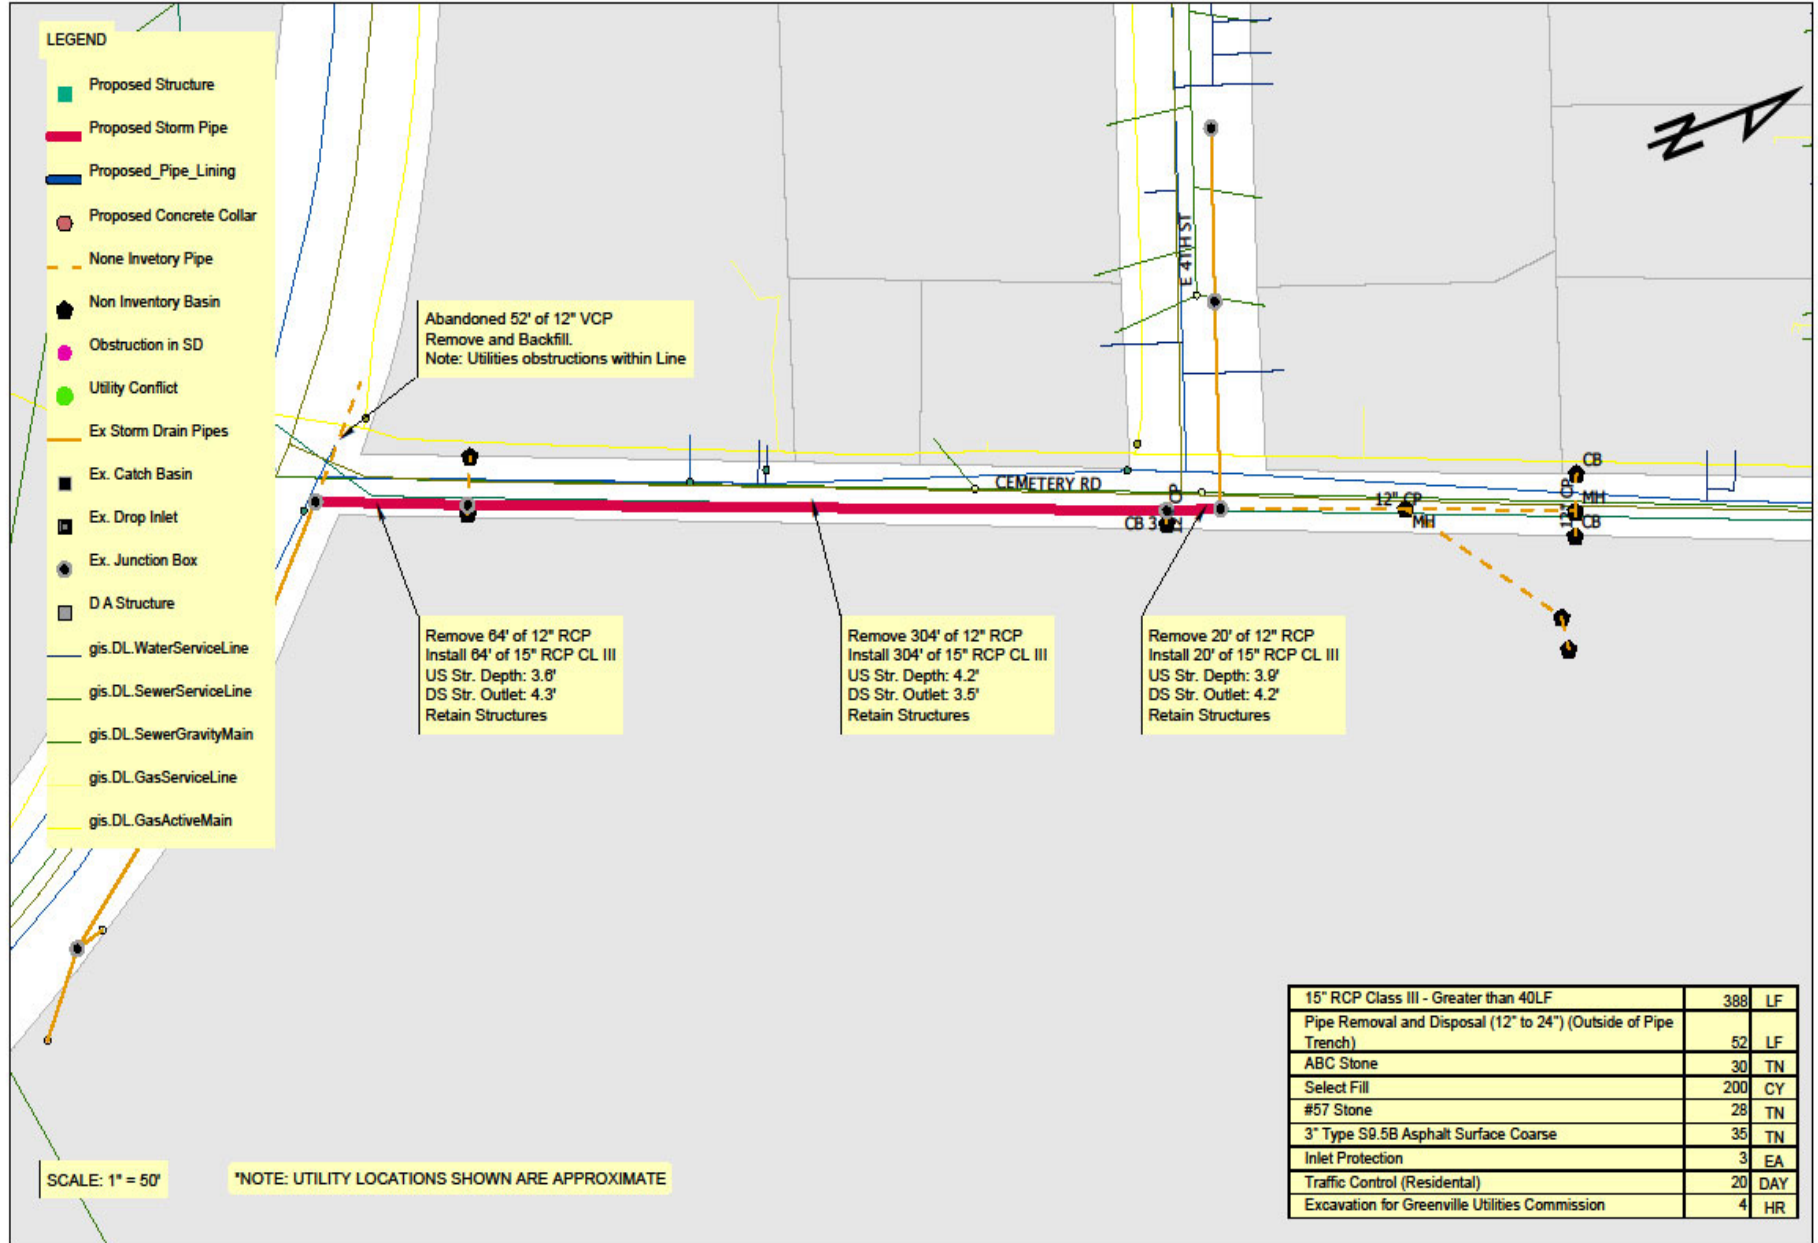 LEGEND
Proposed Structure
Proposed Storm Pipe
Proposed_Pipe_Lining
Proposed Concrete Collar
None Invetory Pipe
Non Inventory Basin
Obstruction in SD
Utility Conflict
Ex Storm Drain Pipes
Ex. Catch Basin
Ex. Drop Inlet
Ex. Junction Box
D A Structure
gis.DL.WaterServiceLine
gis.DL.SewerServiceLine
gis.DL.SewerGravityMain
gis.DL.GasServiceLine
gis.DL.GasActiveMain
N
E 4TH ST
Abandoned 52' of 12" VCP
Remove and Backfill.
Note: Utilities obstructions within Line
CEMETERY RD
CB 3
12" CP
12" CP
MH
CB
12" CP
MH
CB
Remove 64' of 12" RCP
Install 64' of 15" RCP CL III
US Str. Depth: 3.6'
DS Str. Outlet: 4.3'
Retain Structures
Remove 304' of 12" RCP
Install 304' of 15" RCP CL III
US Str. Depth: 4.2'
DS Str. Outlet: 3.5'
Retain Structures
Remove 20' of 12" RCP
Install 20' of 15" RCP CL III
US Str. Depth: 3.9'
DS Str. Outlet: 4.2'
Retain Structures
15" RCP Class III - Greater than 40LF 388 LF
Pipe Removal and Disposal (12" to 24") (Outside of Pipe
Trench) 52 LF
ABC Stone 30 TN
Select Fill 200 CY
#57 Stone 28 TN
3" Type S9.5B Asphalt Surface Coarse 35 TN
Inlet Protection 3 EA
Traffic Control (Residental) 20 DAY
Excavation for Greenville Utilities Commission 4 HR
SCALE: 1" = 50'
*NOTE: UTILITY LOCATIONS SHOWN ARE APPROXIMATE